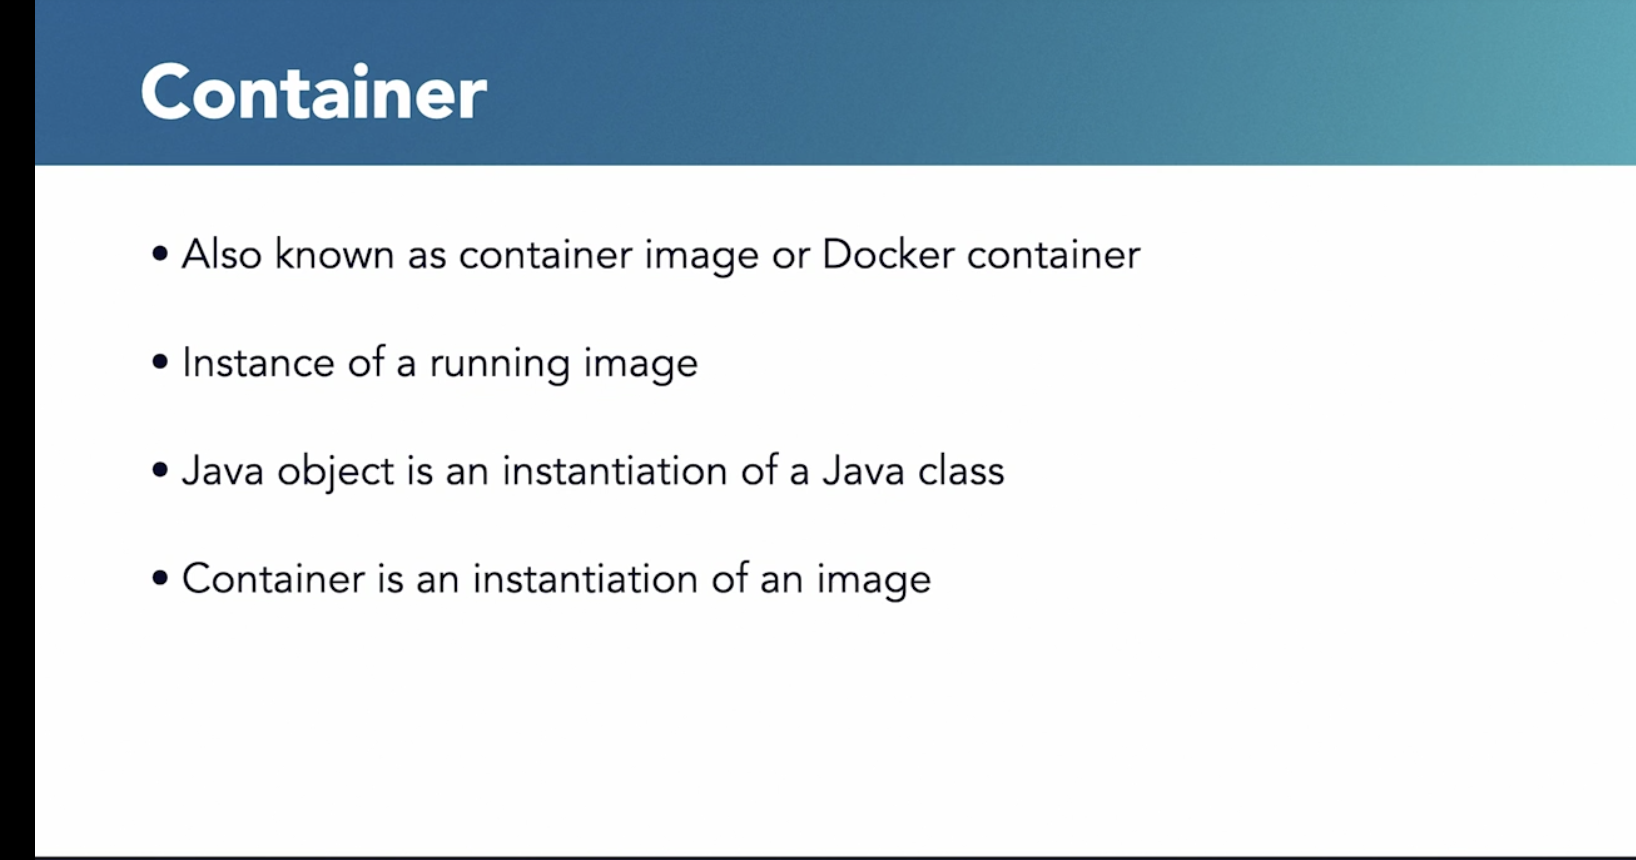 Container
• Also known as container image or Docker container
• Instance of a running image
• Java object is an instantiation of a Java class
• Container is an instantiation of an image